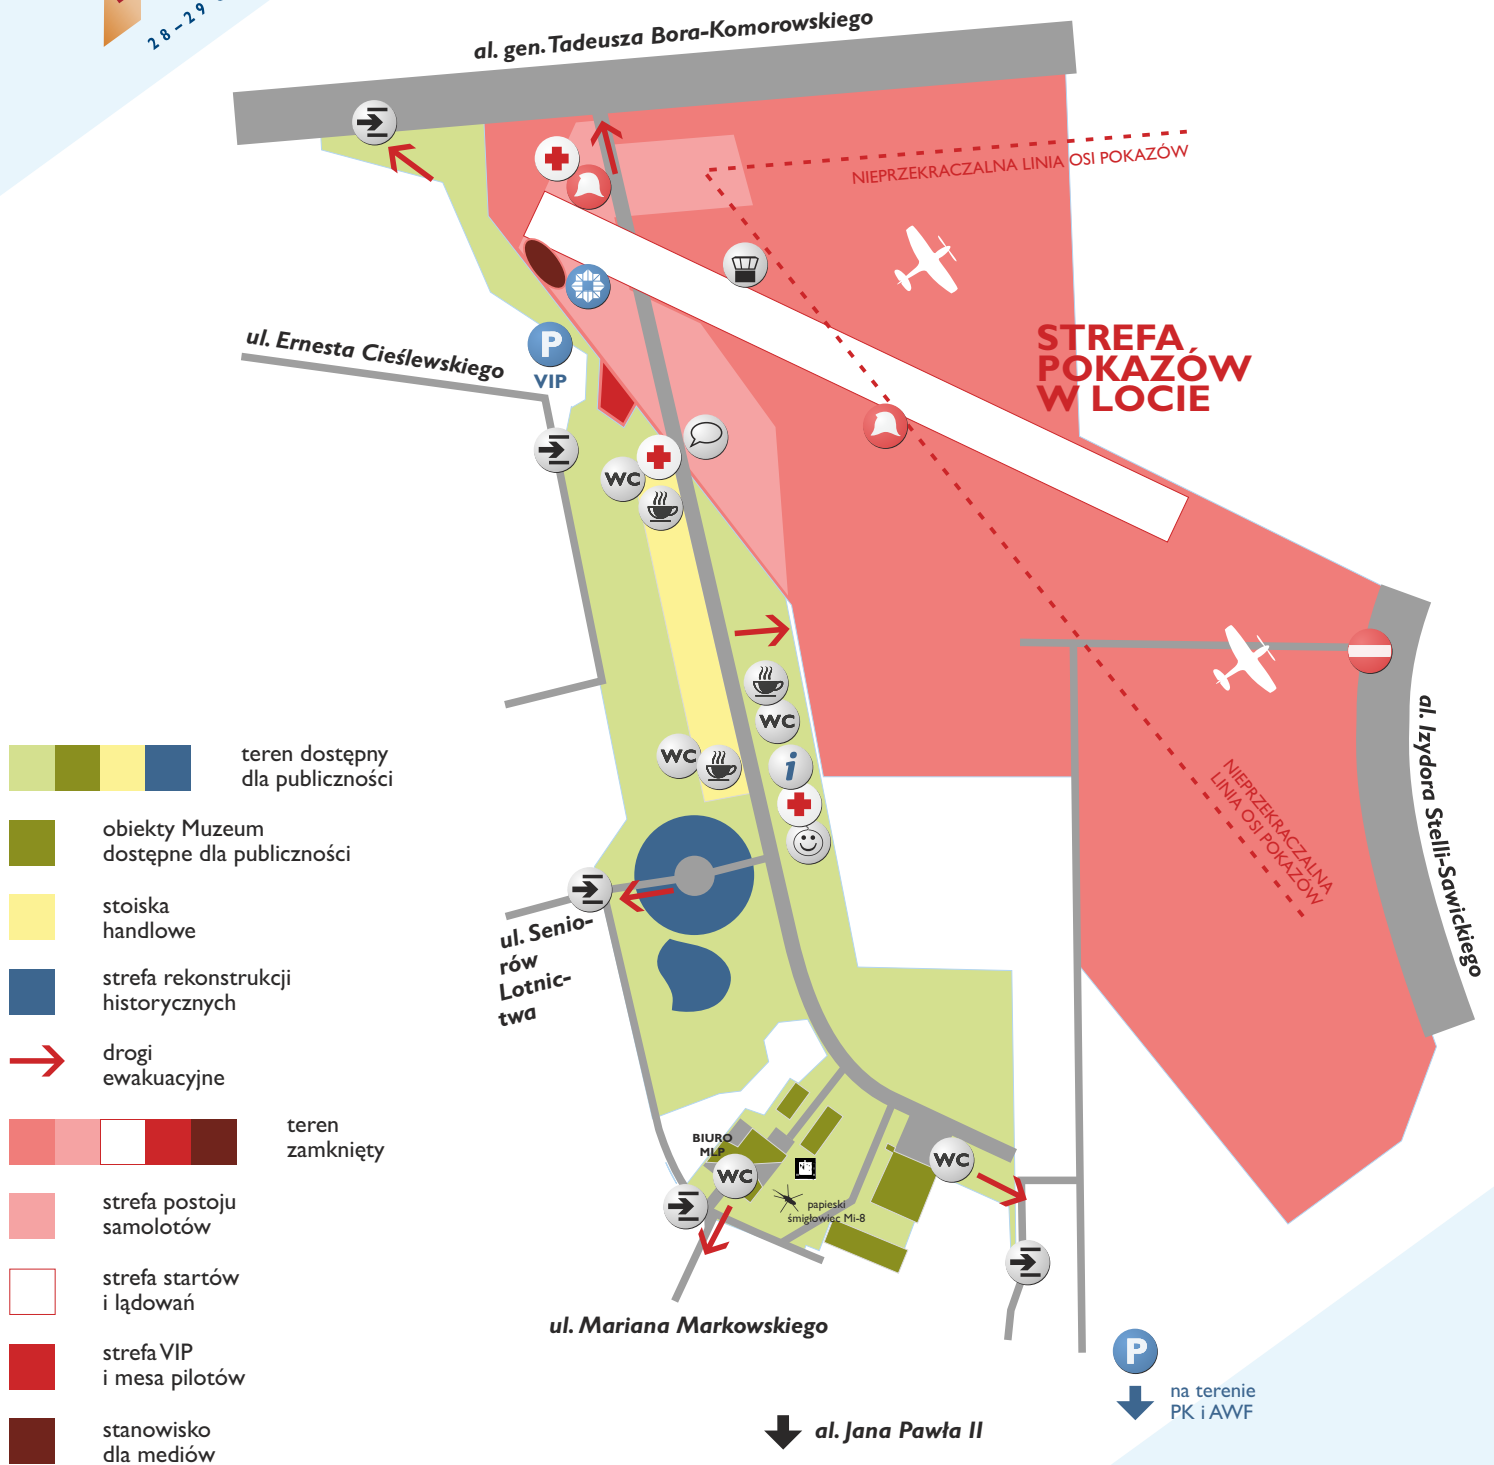 28–29
al. gen. Tadeusza Bora-Komorowskiego
NIEPRZEKRACZALNA LINIA OSI POKAZÓW
STREFA
POKAZÓW
W LOCIE
ul. Ernesta Cieślewskiego
P
VIP
WC
WC
WC
i
NIEPRZEKRACZALNA
LINIA OSI POKAZÓW
al. Izydora Stelli-Sawickiego
ul. Senio-
rów
Lotnic-
twa
BIURO
MLP
WC
WC
papieski
śmigłowiec Mi-8
ul. Mariana Markowskiego
P
na terenie
PK i AWF
al. Jana Pawła II
teren dostępny
dla publiczności
obiekty Muzeum
dostępne dla publiczności
stoiska
handlowe
strefa rekonstrukcji
historycznych
drogi
ewakuacyjne
teren
zamknięty
strefa postoju
samolotów
strefa startów
i lądowań
strefa VIP
i mesa pilotów
stanowisko
dla mediów